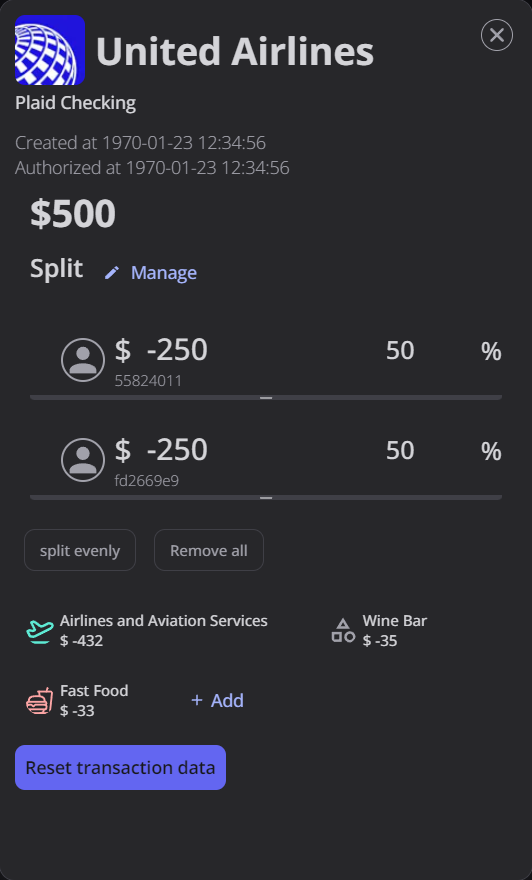 United Airlines
Plaid Checking
Created at 1970-01-23 12:34:56
Authorized at 1970-01-23 12:34:56
$500
Split Manage
$ -250 50 %
55824011
$ -250 50 %
fd2669e9
split evenly Remove all
Airlines and Aviation Services
$ -432
Wine Bar
$ -35
Fast Food
$ -33
+ Add
Reset transaction data